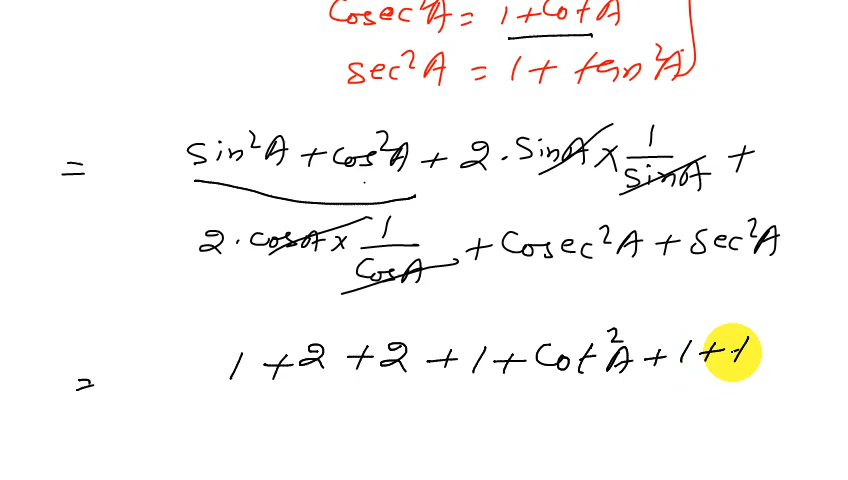 Cosec²A = 1+Cot²A
sec²A = 1 + tan²A
= sin²A + cos²A + 2 · sinA × 1/sinA +
2 · cosA × 1/cosA + Cosec²A + sec²A
= 1 + 2 + 2 + 1 + Cot²A + 1 +